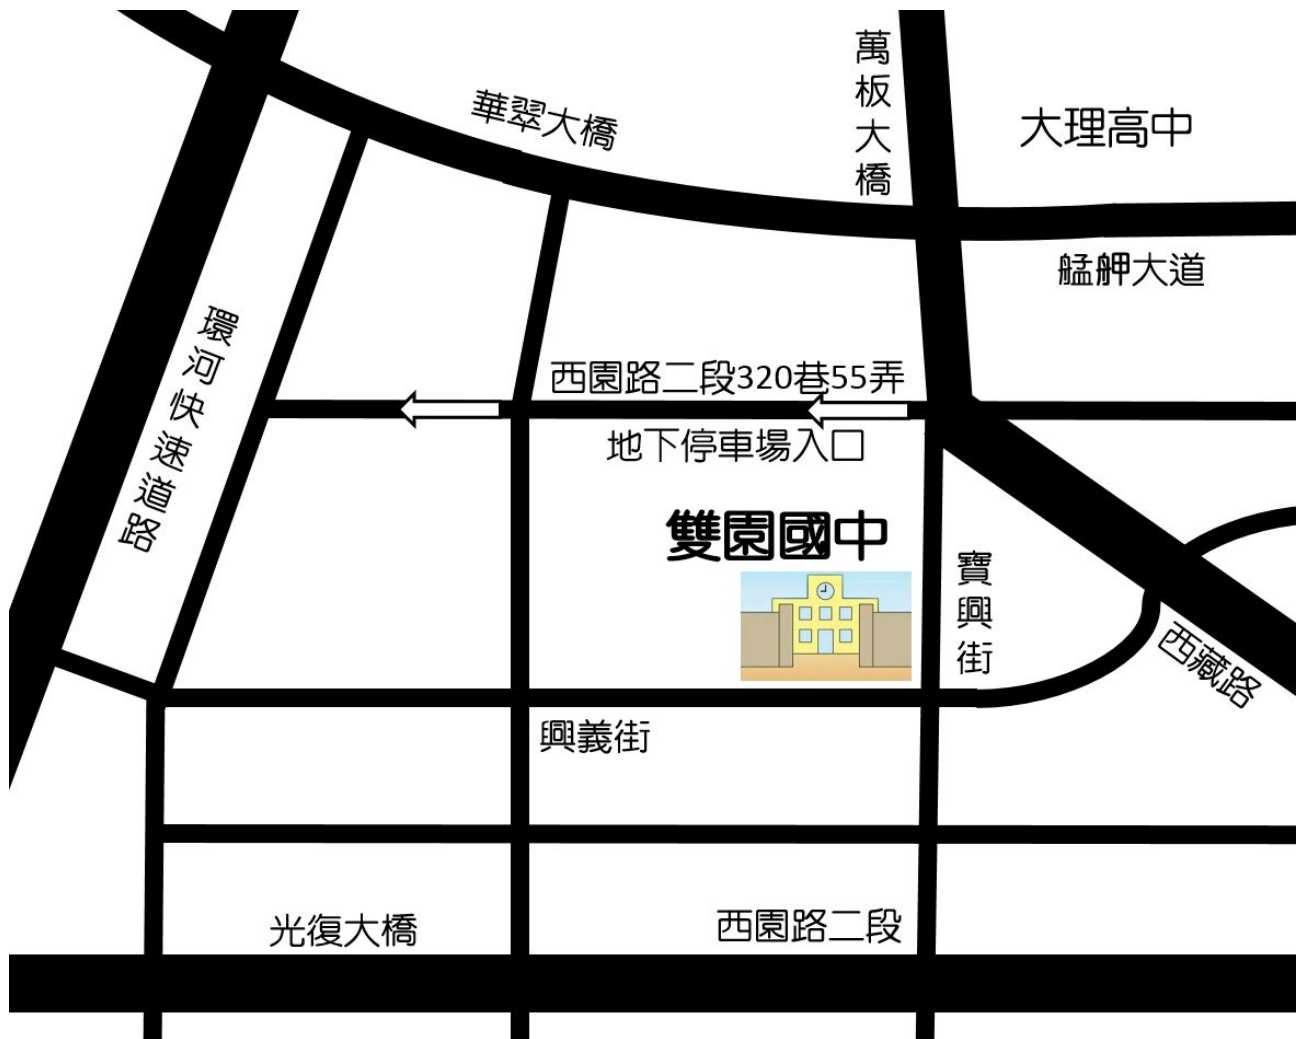 萬板大橋
華翠大橋
大理高中
艋舺大道
環河快速道路
西園路二段320巷55弄
地下停車場入口
雙園國中
寶興街
西藏路
興義街
光復大橋
西園路二段